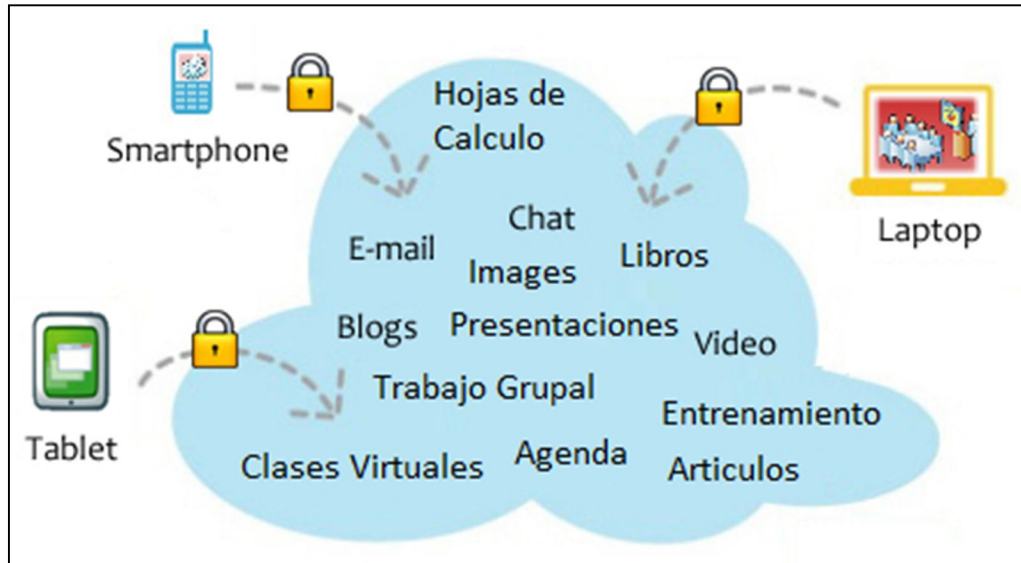 Hojas de
Calculo
Smartphone
Chat
Laptop
E-mail
Images
Libros
Blogs
Presentaciones
Video
Trabajo Grupal
Entrenamiento
Tablet
Clases Virtuales
Agenda
Articulos